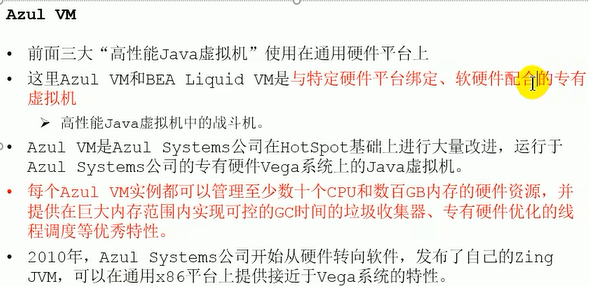 Azul VM
• 前面三大“高性能Java虚拟机”使用在通用硬件平台上
• 这里Azul VM和BEA Liquid VM是与特定硬件平台绑定、软硬件配合的专有
虚拟机
➢ 高性能Java虚拟机中的战斗机。
• Azul VM是Azul Systems公司在HotSpot基础上进行大量改进，运行于
Azul Systems公司的专有硬件Vega系统上的Java虚拟机。
• 每个Azul VM实例都可以管理至少数十个CPU和数百GB内存的硬件资源，并
提供在巨大内存范围内实现可控的GC时间的垃圾收集器、专有硬件优化的线
程调度等优秀特性。
• 2010年，Azul Systems公司开始从硬件转向软件，发布了自己的Zing
JVM，可以在通用x86平台上提供接近于Vega系统的特性。